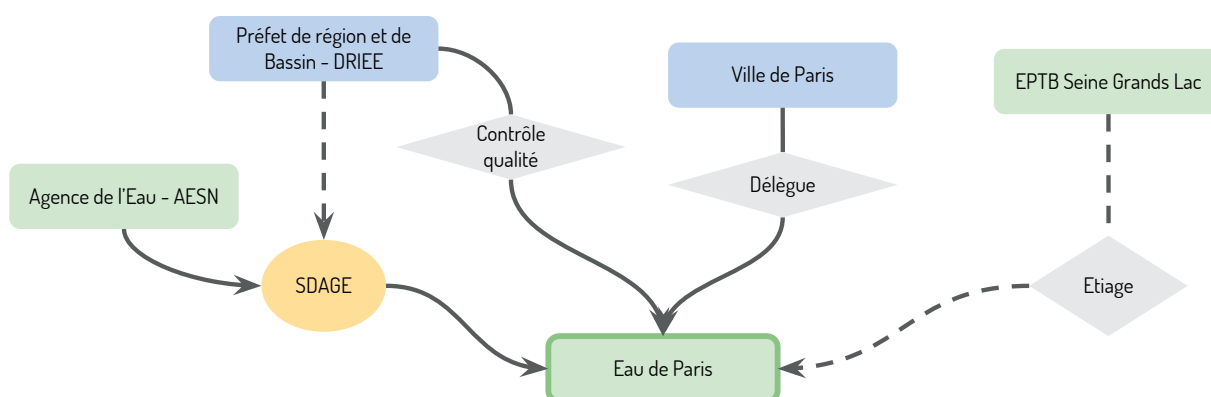 Préfet de région et de
Bassin - DRIEE
Ville de Paris
EPTB Seine Grands Lac
Contrôle
qualité
Délègue
Agence de l'Eau - AESN
SDAGE
Etiage
Eau de Paris